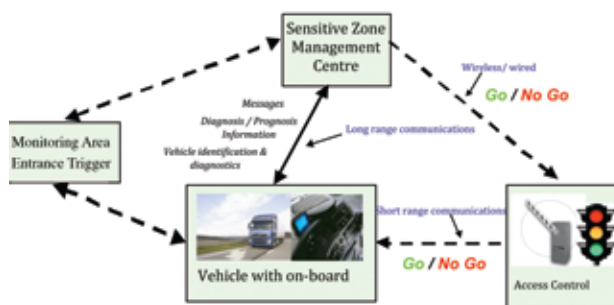 Sensitive Zone
Management
Centre
Wireless/ wired
Go / No Go
Messages
Diagnosis / Prognosis
Information
Vehicle identification &
diagnostics
Long range communications
Monitoring Area
Entrance Trigger
Short range communications
Go / No Go
Vehicle with on-board
Access Control